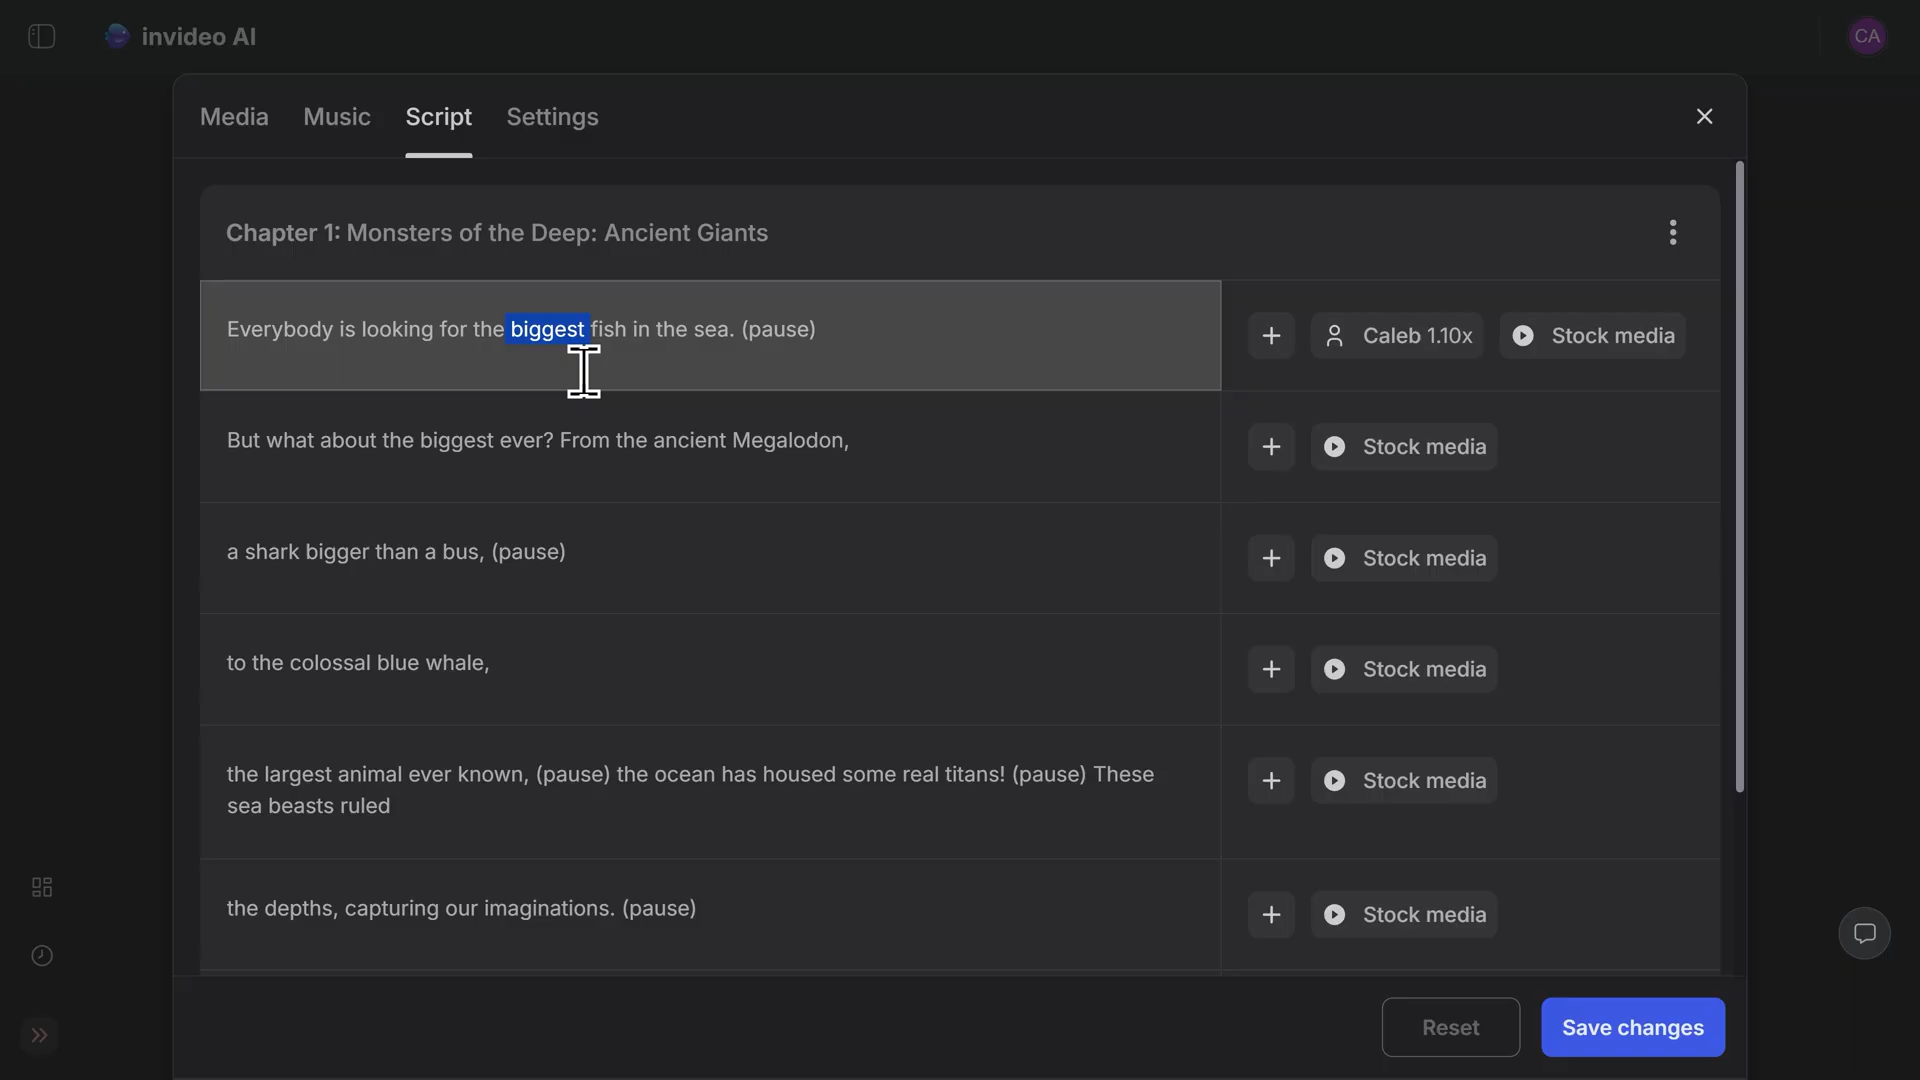 invideo AI
CA
Media Music Script Settings
Chapter 1: Monsters of the Deep: Ancient Giants
Everybody is looking for the biggest fish in the sea. (pause)
Caleb 1.10x Stock media
But what about the biggest ever? From the ancient Megalodon,
Stock media
a shark bigger than a bus, (pause)
Stock media
to the colossal blue whale,
Stock media
the largest animal ever known, (pause) the ocean has housed some real titans! (pause) These
sea beasts ruled
Stock media
the depths, capturing our imaginations. (pause)
Stock media
Reset Save changes